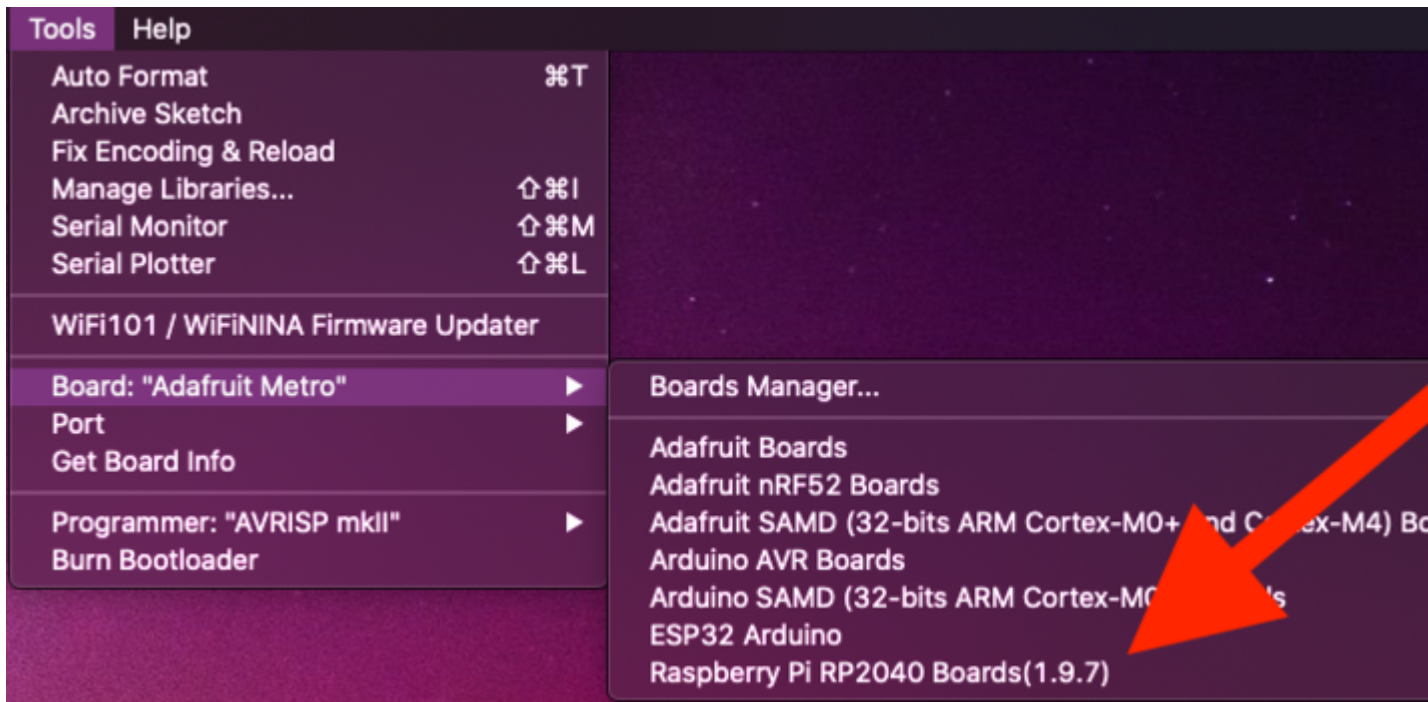 Tools Help
Auto Format ⌘T
Archive Sketch
Fix Encoding & Reload
Manage Libraries... ⇧⌘I
Serial Monitor ⇧⌘M
Serial Plotter ⇧⌘L
WiFi101 / WiFiNINA Firmware Updater
Board: "Adafruit Metro"
Port
Get Board Info
Programmer: "AVRISP mkII"
Burn Bootloader
Boards Manager...
Adafruit Boards
Adafruit nRF52 Boards
Adafruit SAMD (32-bits ARM Cortex-M0+ and Cortex-M4)
Arduino AVR Boards
Arduino SAMD (32-bits ARM
ESP32 Arduino
Raspberry Pi RP2040 Boards(1.9.7)